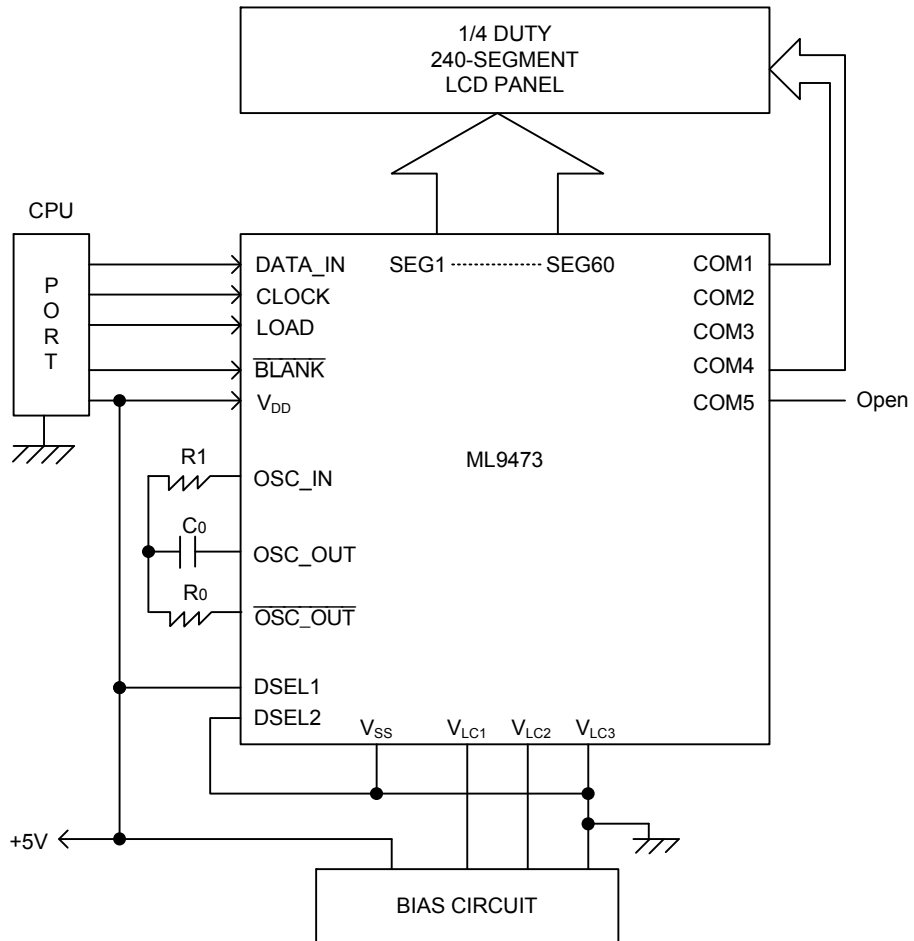 1/4 DUTY
240-SEGMENT
LCD PANEL
CPU
PORT
DATA_IN
CLOCK
LOAD
BLANK
VDD
SEG1 SEG60
COM1
COM2
COM3
COM4
COM5
Open
ML9473
R1
OSC_IN
C0
OSC_OUT
R0
OSC_OUT
DSEL1
DSEL2
VSS
VLC1
VLC2
VLC3
+5V
BIAS CIRCUIT